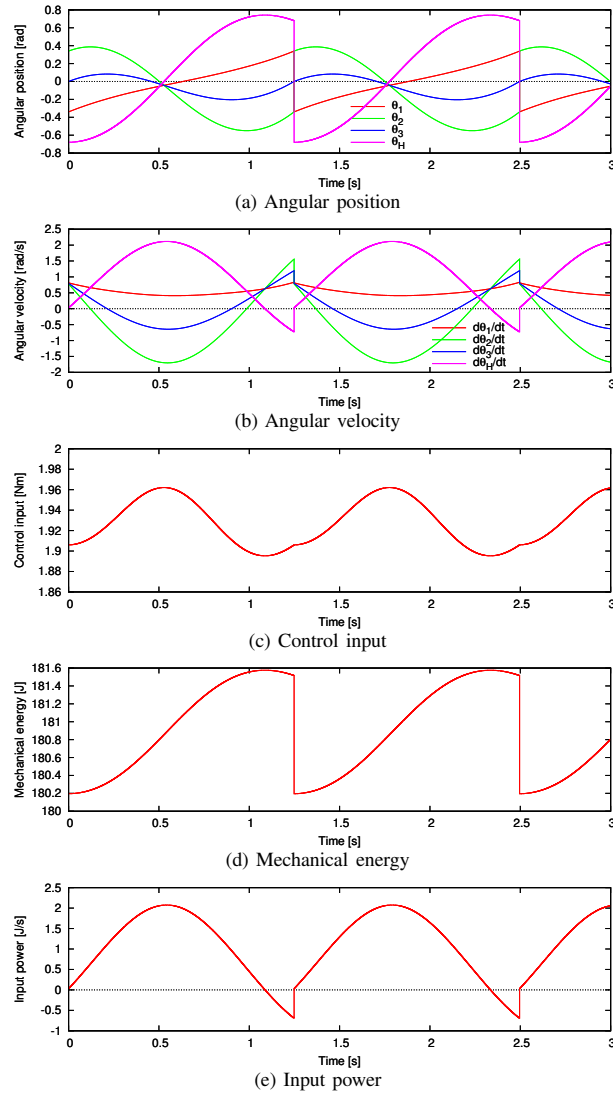 0.8
0.6
0.4
0.2
0
-0.2
-0.4
-0.6
-0.8
Angular position [rad]
θ1
θ2
θ3
θH
0 0.5 1 1.5 2 2.5 3
Time [s]
(a) Angular position
2.5
2
1.5
1
0.5
0
-0.5
-1
-1.5
-2
Angular velocity [rad/s]
dθ1/dt
dθ2/dt
dθ3/dt
dθH/dt
0 0.5 1 1.5 2 2.5 3
Time [s]
(b) Angular velocity
2
1.98
1.96
1.94
1.92
1.9
1.88
1.86
Control input [Nm]
0 0.5 1 1.5 2 2.5 3
Time [s]
(c) Control input
181.6
181.4
181.2
181
180.8
180.6
180.4
180.2
180
Mechanical energy [J]
0 0.5 1 1.5 2 2.5 3
Time [s]
(d) Mechanical energy
2.5
2
1.5
1
0.5
0
-0.5
-1
Input power [J/s]
0 0.5 1 1.5 2 2.5 3
Time [s]
(e) Input power